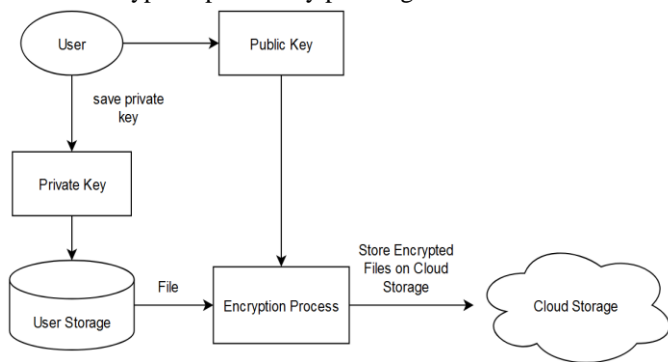 User
Public Key
save private
key
Private Key
Store Encrypted
Files on Cloud
Storage
File
Encryption Process
Cloud Storage
User Storage